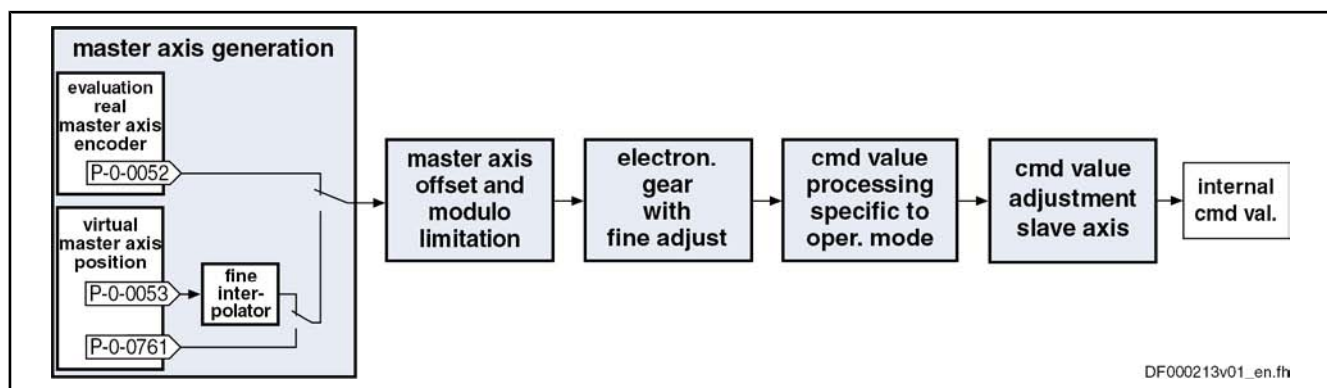 master axis generation
evaluation
real
master axis
encoder
P-0-0052
virtual
master axis
position
P-0-0053
fine
inter-
polator
P-0-0761
master axis
offset and
modulo
limitation
electron.
gear
with
fine adjust
cmd value
processing
specific to
oper. mode
cmd value
adjustment
slave axis
internal
cmd val.
DF000213v01_en.fh